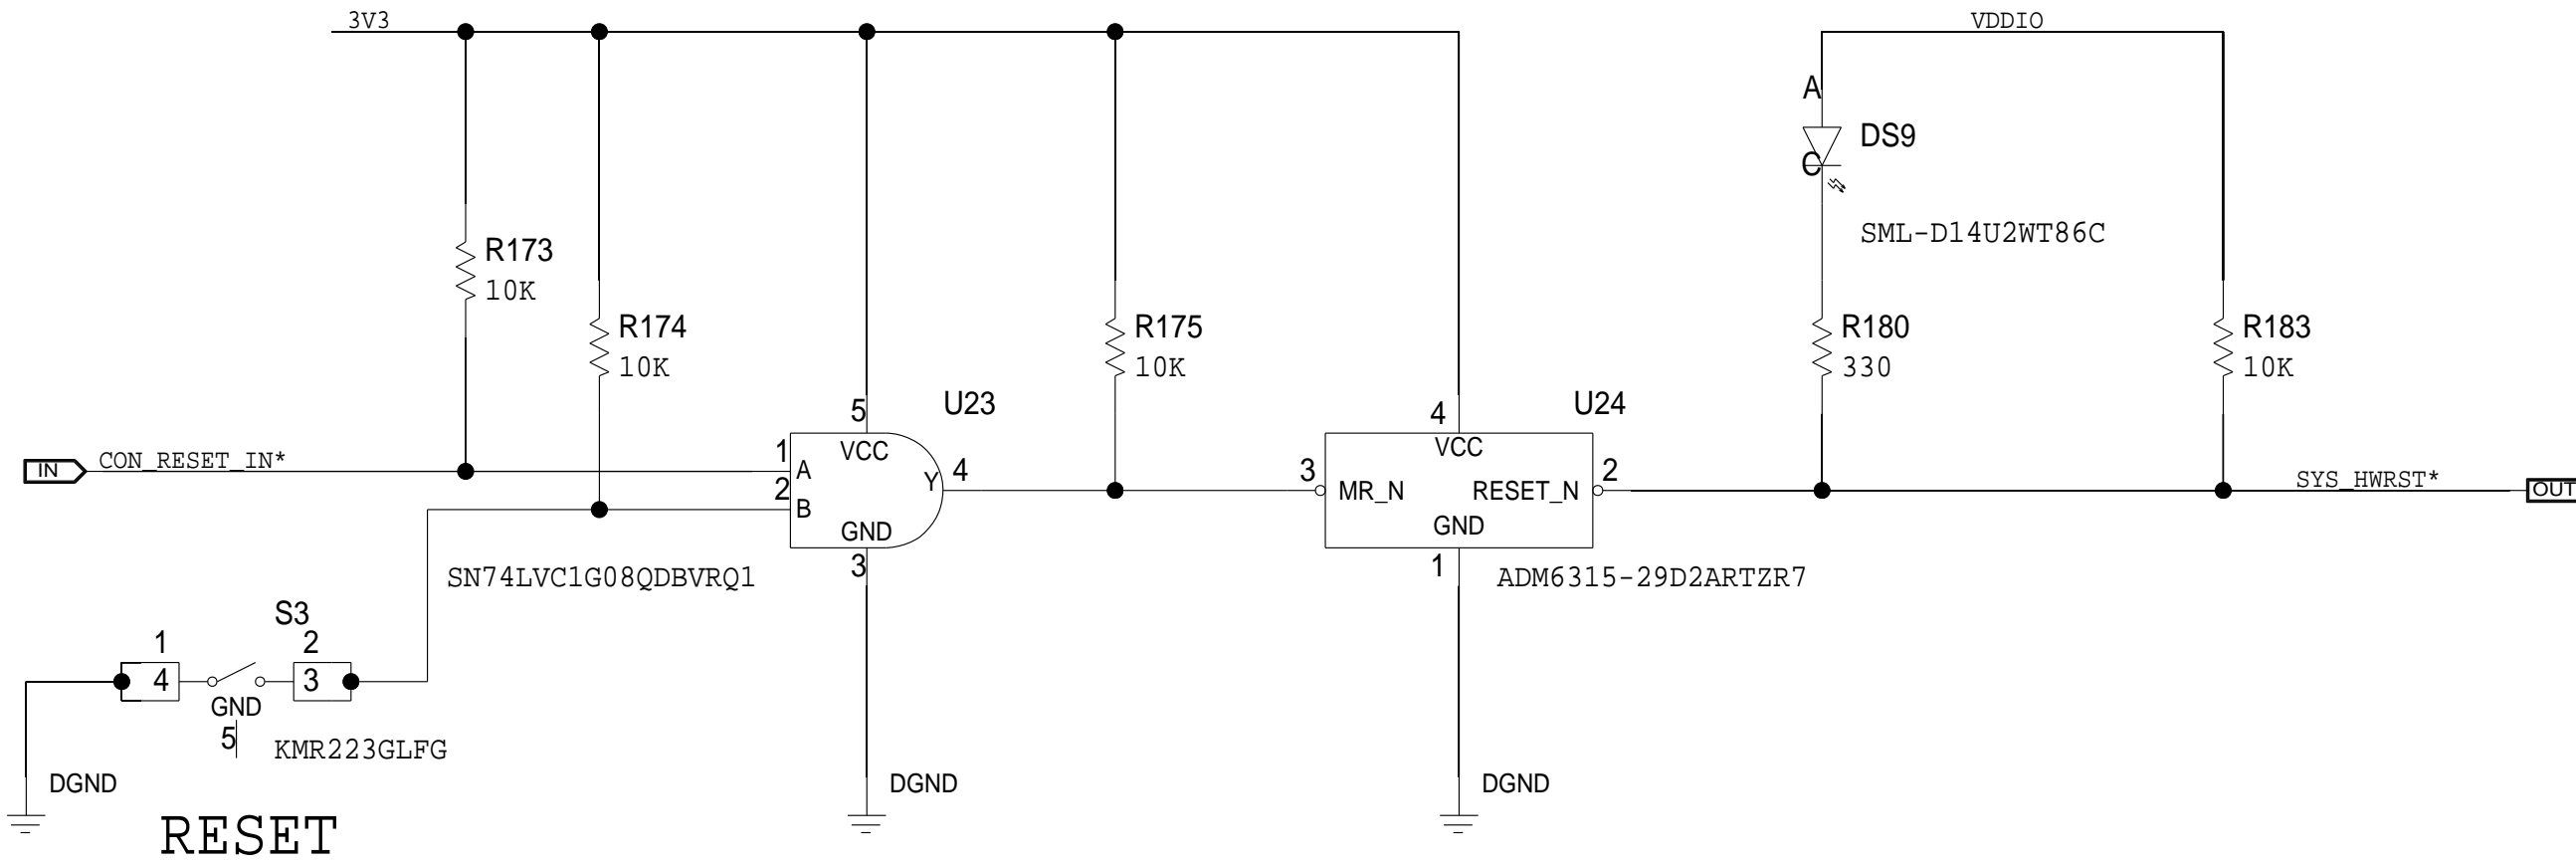 3V3
VDDIO
A
DS9
C
SML-D14U2WT86C
R173
10K
R174
10K
R175
10K
R180
330
R183
10K
5
U23
4
U24
IN
CON_RESET_IN*
1
A
VCC
Y
4
2
B
GND
3
3
MR_N
VCC
RESET_N
2
GND
1
SYS_HWRST*
OUT
SN74LVC1G08QDBVRQ1
ADM6315-29D2ARTZR7
S3
1
2
4
3
GND
5
KMR223GLFG
DGND
DGND
DGND
RESET